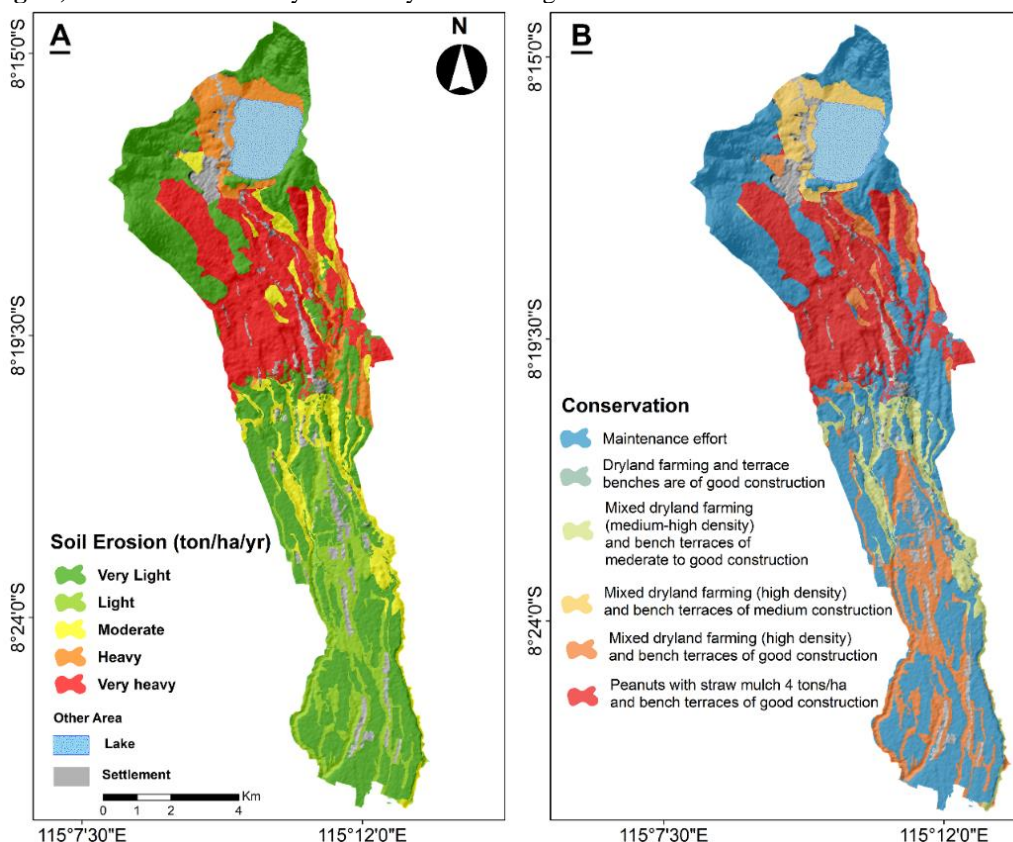 A
N
8°15'0"S
8°19'30"S
8°24'0"S
Soil Erosion (ton/ha/yr)
Very Light
Light
Moderate
Heavy
Very heavy
Other Area
Lake
Settlement
Km
0 1 2 4
115°7'30"E
115°12'0"E
B
8°15'0"S
8°19'30"S
8°24'0"S
Conservation
Maintenance effort
Dryland farming and terrace
benches are of good construction
Mixed dryland farming
(medium-high density)
and bench terraces of
moderate to good construction
Mixed dryland farming (high density)
and bench terraces of medium construction
Mixed dryland farming (high density)
and bench terraces of good construction
Peanuts with straw mulch 4 tons/ha
and bench terraces of good construction
115°7'30"E
115°12'0"E